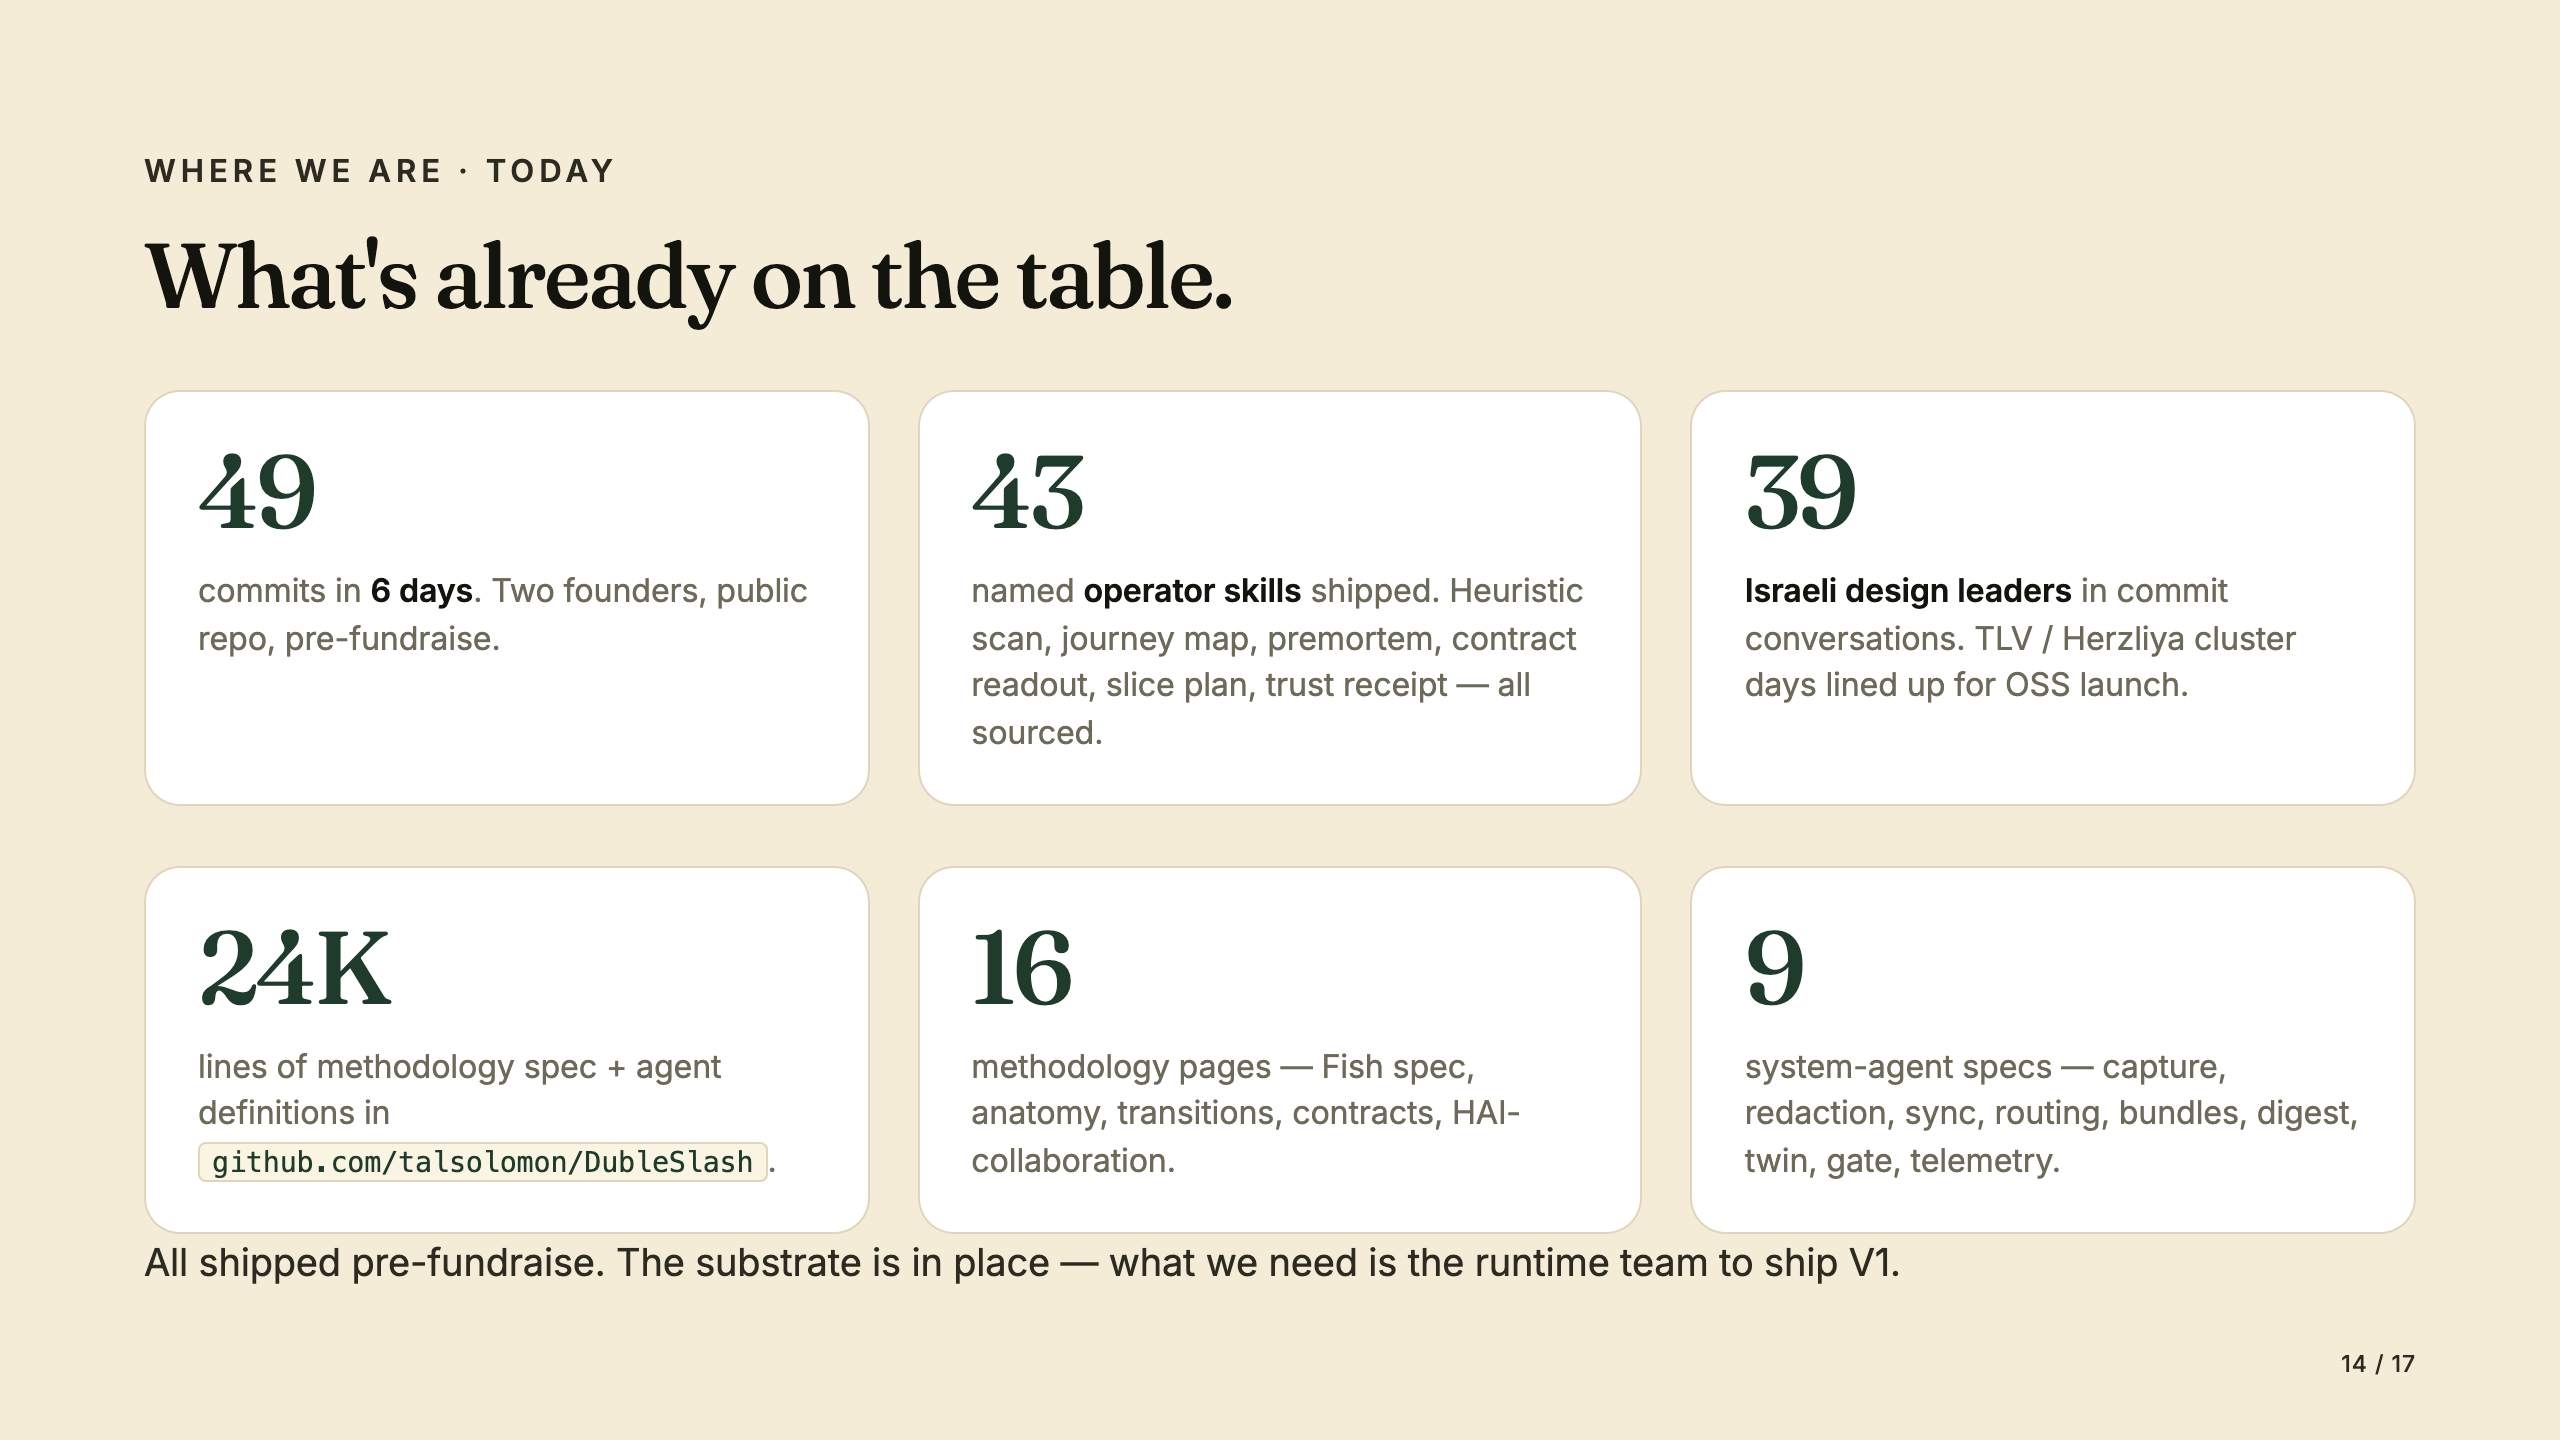 WHERE WE ARE · TODAY
What's already on the table.
49
commits in 6 days. Two founders, public
repo, pre-fundraise.
43
named operator skills shipped. Heuristic
scan, journey map, premortem, contract
readout, slice plan, trust receipt — all
sourced.
39
Israeli design leaders in commit
conversations. TLV / Herzliya cluster
days lined up for OSS launch.
24K
lines of methodology spec + agent
definitions in
github.com/talsolomon/DubleSlash.
16
methodology pages — Fish spec,
anatomy, transitions, contracts, HAI-
collaboration.
9
system-agent specs — capture,
redaction, sync, routing, bundles, digest,
twin, gate, telemetry.
All shipped pre-fundraise. The substrate is in place — what we need is the runtime team to ship V1.
14 / 17